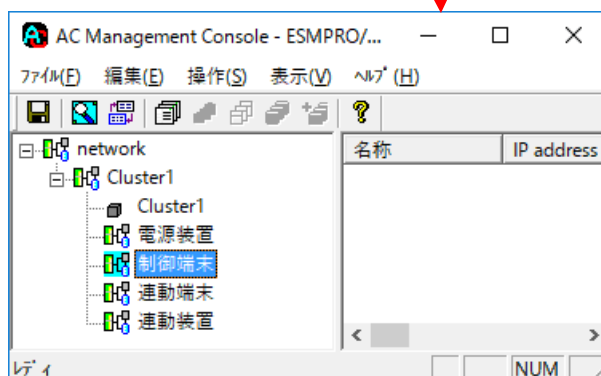 AC Management Console - ESMPRO/...
ﾌｧｲﾙ(F) 編集(E) 操作(S) 表示(V) ﾍﾙﾌﾟ(H)
network
Cluster1
Cluster1
電源装置
制御端末
連動端末
連動装置
名称 IP address
ﾚﾃﾞｨ
NUM